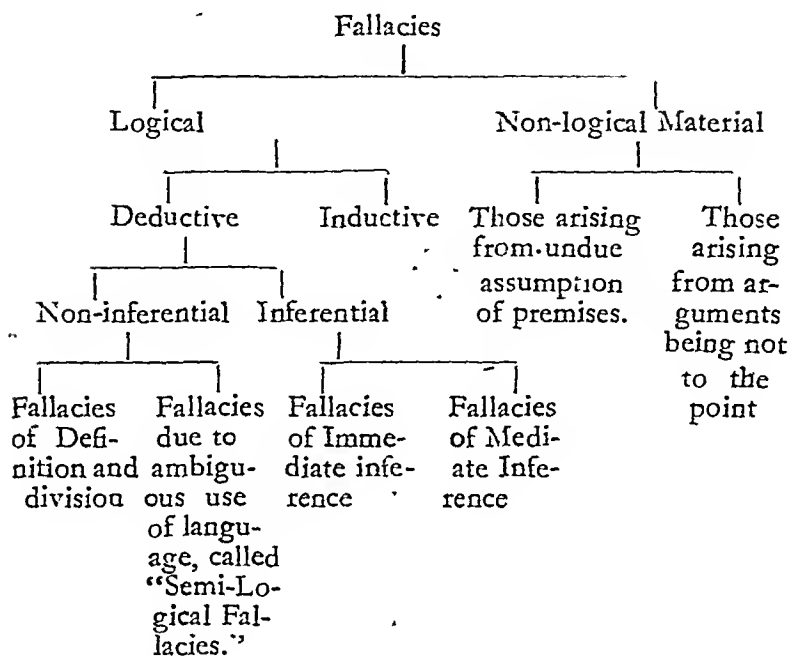 Fallacies
Logical
Non-logical Material
Deductive
Inductive
Those arising
from undue
assumption
of premises.
Those
arising
from ar-
guments
being not
to the
point
Non-inferential
Inferential
Fallacies
of Defi-
nition and
division
Fallacies
due to
ambigu-
ous use
of langu-
age, called
“Semi-Lo-
gical Fal-
lacies.”
Fallacies
of Imme-
diate infe-
rence
Fallacies
of Medi-
ate Infe-
rence